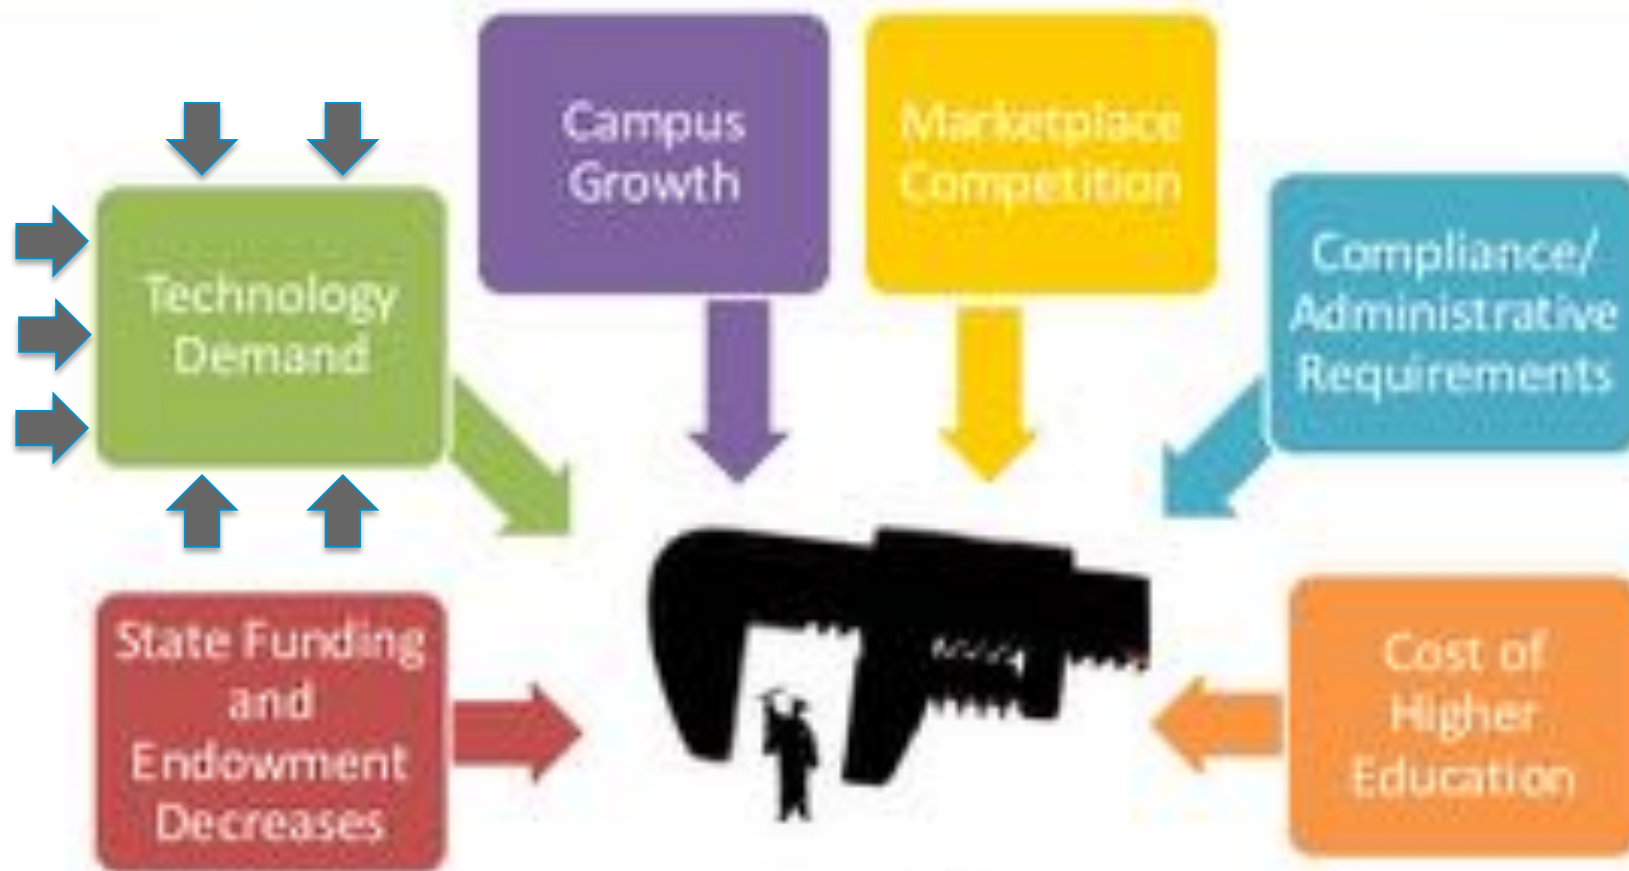 Campus
Growth
Marketplace
Competition
Technology
Demand
Compliance/
Administrative
Requirements
State Funding
and
Endowment
Decreases
Cost of
Higher
Education